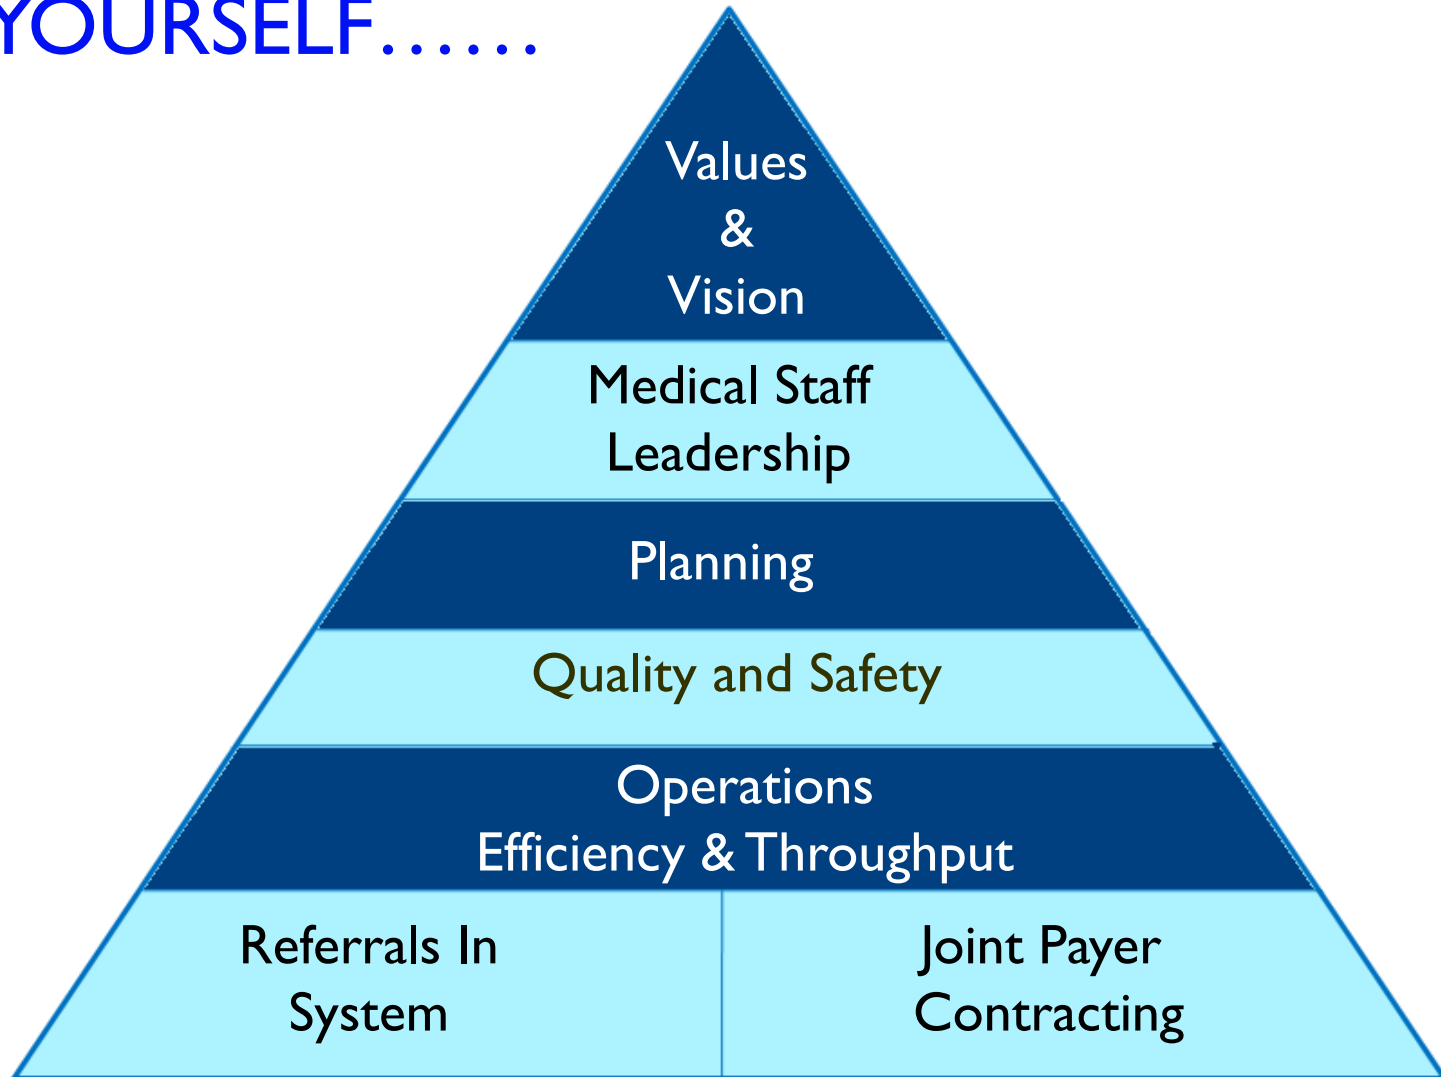 YOURSELF……
Values
&
Vision
Medical Staff
Leadership
Planning
Quality and Safety
Operations
Efficiency & Throughput
Referrals In
System
Joint Payer
Contracting